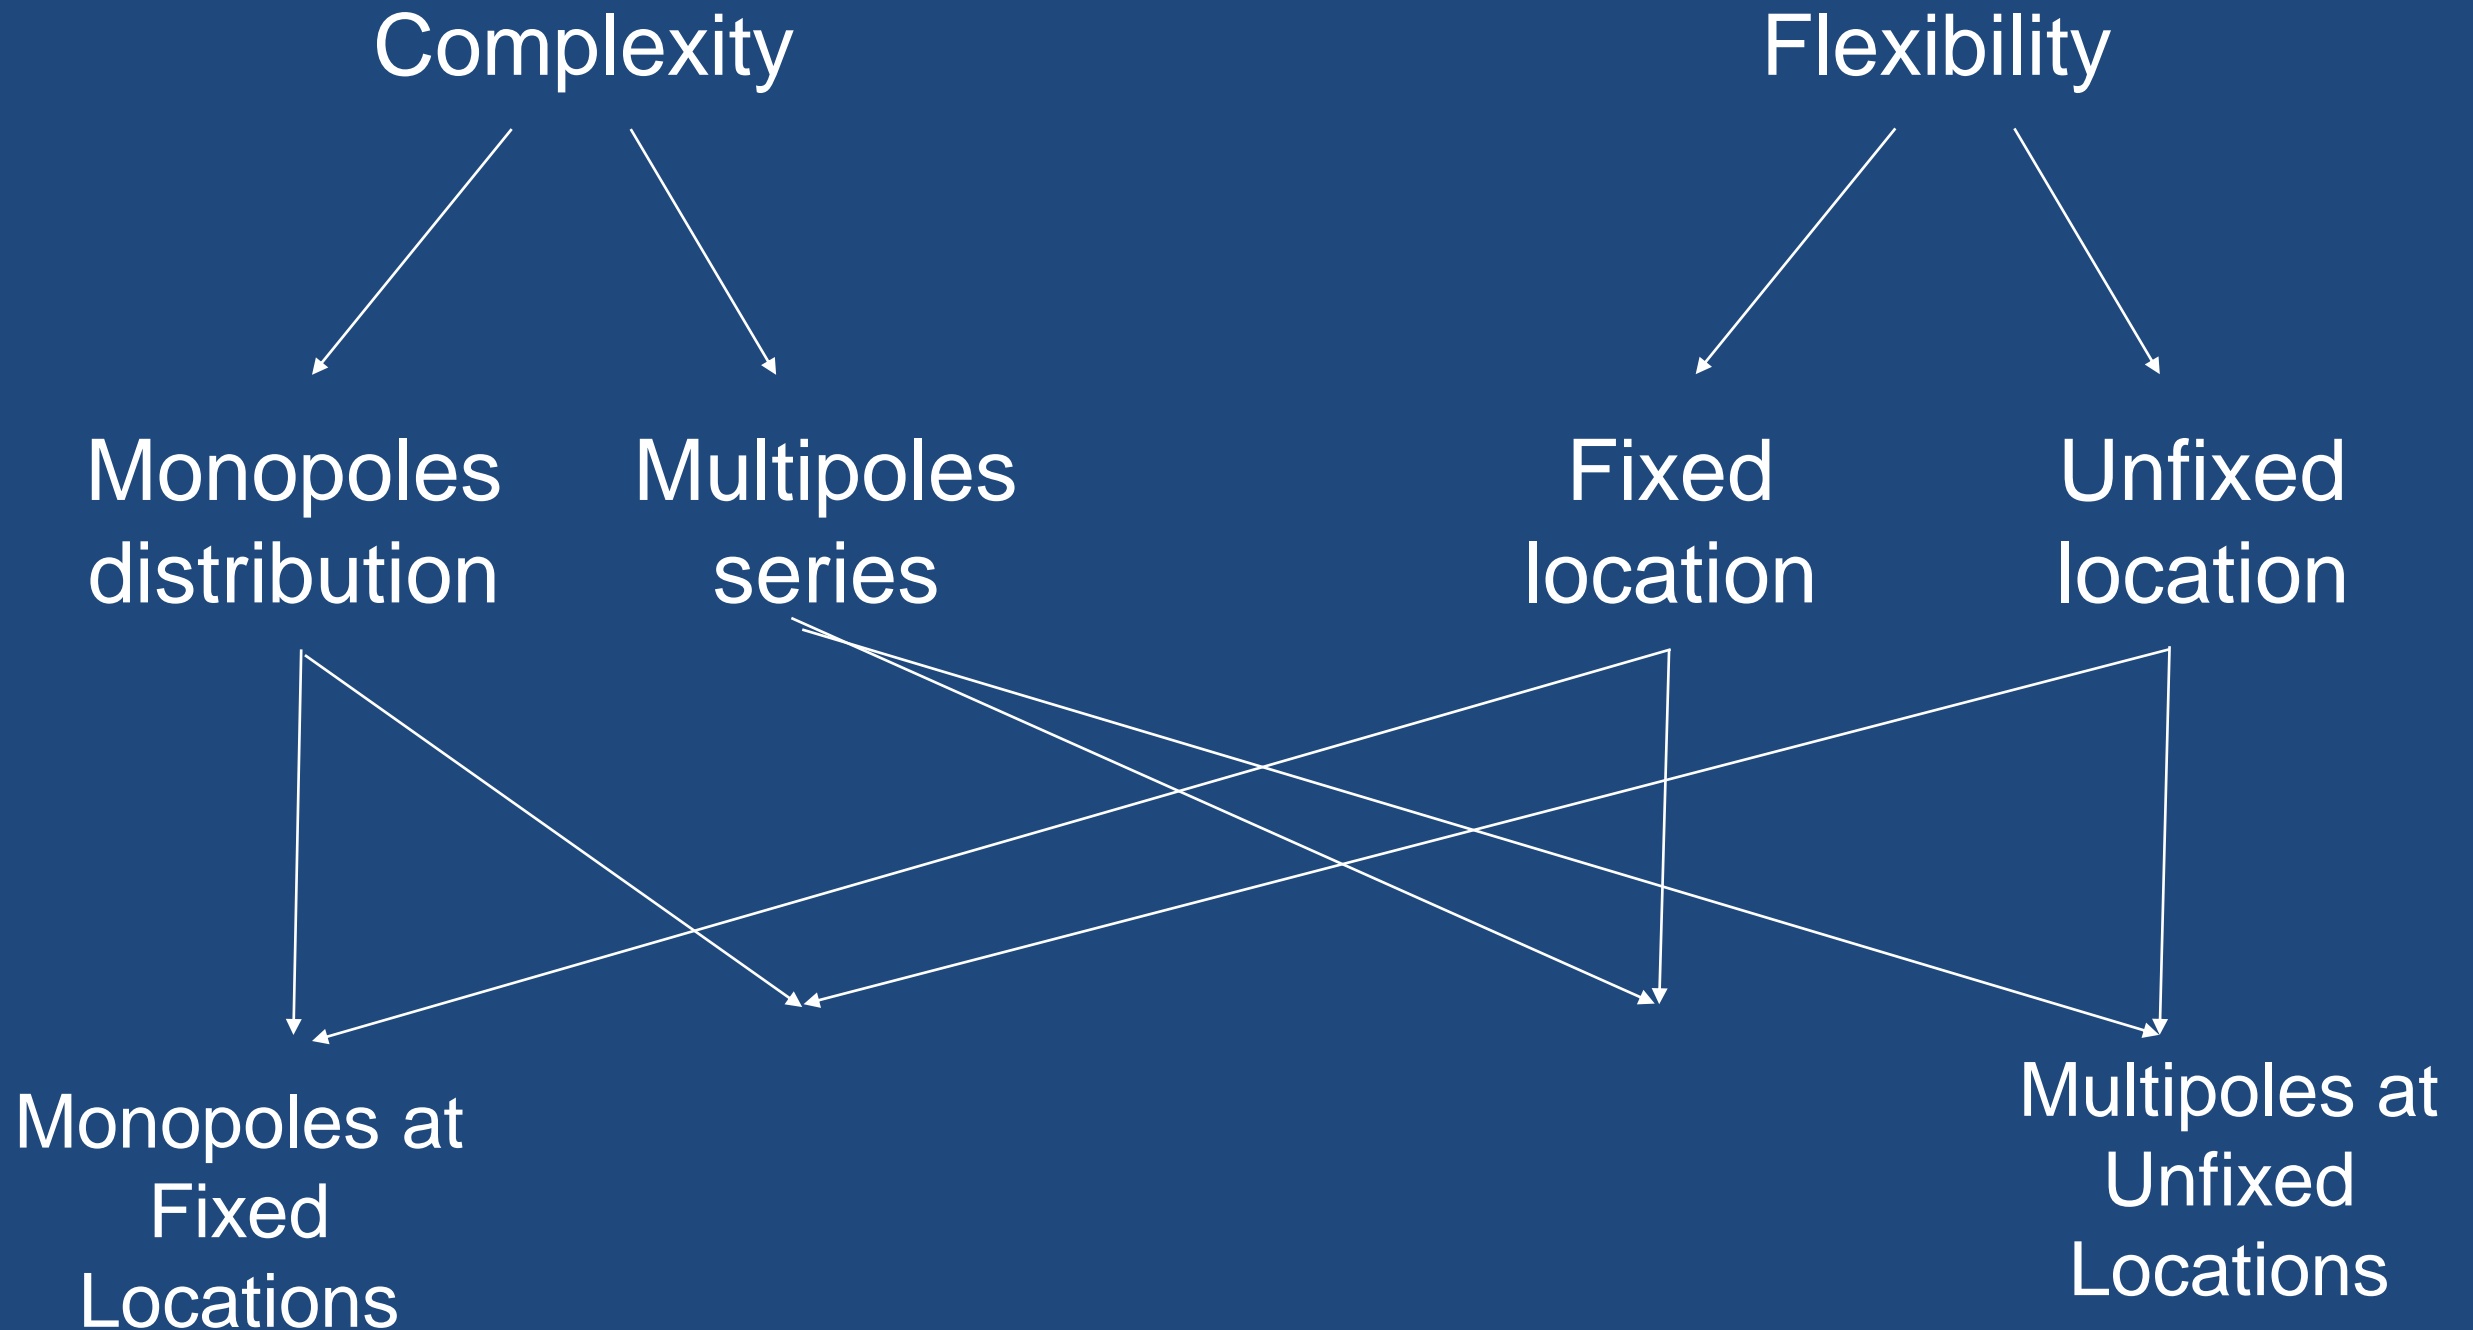 Complexity
Flexibility
Monopoles
distribution
Multipoles
series
Fixed
location
Unfixed
location
Monopoles at
Fixed
Locations
Multipoles at
Unfixed
Locations